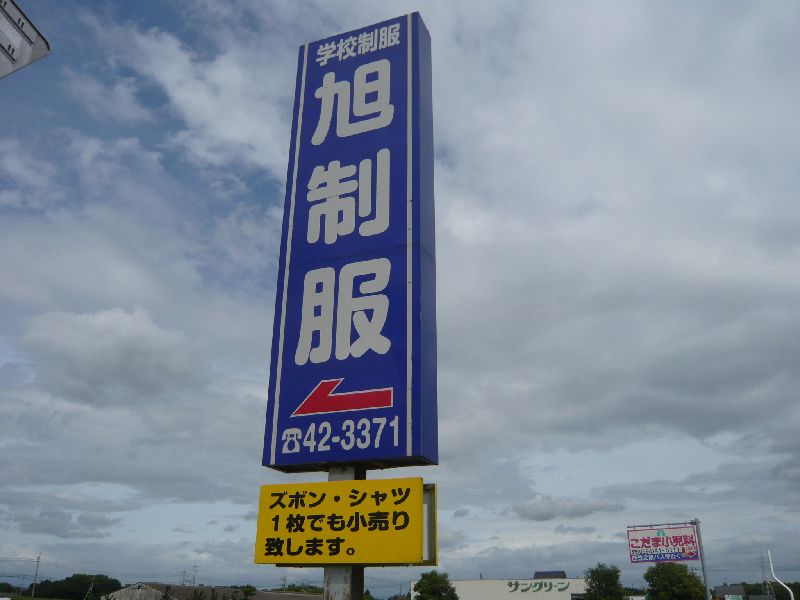 学校制服
旭制服
☎42-3371
ズボン・シャツ
1枚でも小売り
致します。
こだま小児科
サングリーン